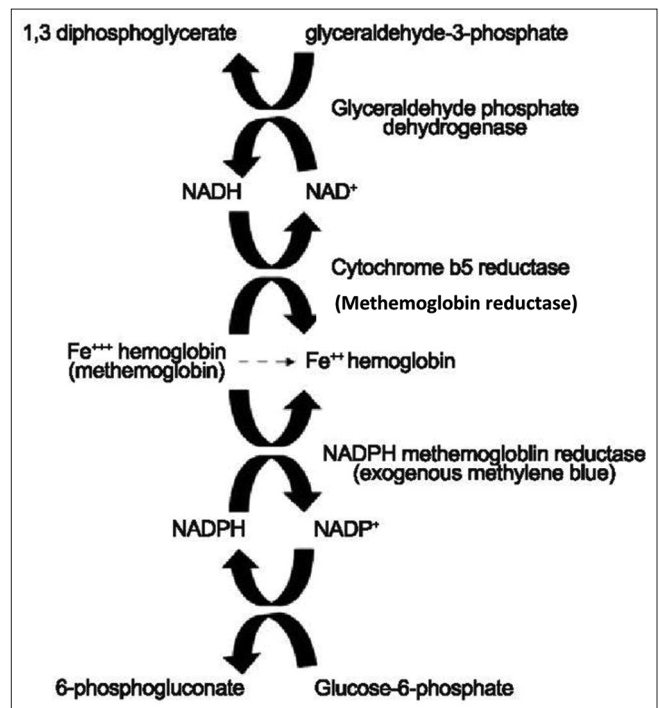 1,3 diphosphoglycerate glyceraldehyde-3-phosphate
Glyceraldehyde phosphate
dehydrogenase
NADH NAD⁺
Cytochrome b5 reductase
(Methemoglobin reductase)
Fe⁺⁺⁺ hemoglobin
(methemoglobin)
Fe⁺⁺ hemoglobin
NADPH methemogloblin reductase
(exogenous methylene blue)
NADPH NADP⁺
6-phosphogluconate Glucose-6-phosphate